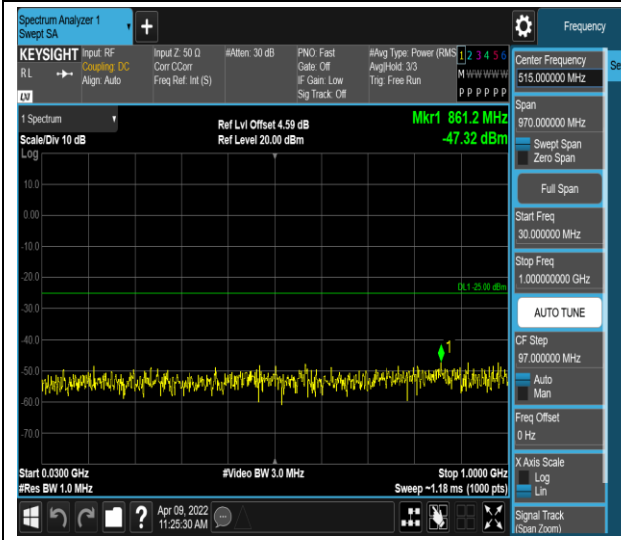 Spectrum Analyzer 1
Swept SA
+
Frequency
KEYSIGHT
RL
LXI
Input: RF
Coupling: DC
Align: Auto
Input Z: 50 Ω
Corr CCorr
Freq Ref: Int (S)
#Atten: 30 dB
PNO: Fast
Gate: Off
IF Gain: Low
Sig Track: Off
#Avg Type: Power (RMS
Avg|Hold: 3/3
Trig: Free Run
1 2 3 4 5 6
M W W W W W
P P P P P P
1 Spectrum
Scale/Div 10 dB
Ref Lvl Offset 4.59 dB
Ref Level 20.00 dBm
Mkr1 861.2 MHz
-47.32 dBm
Log
10.0
0.00
-10.0
-20.0
DL1 -25.00 dBm
-30.0
-40.0
1
-50.0
-60.0
-70.0
Start 0.0300 GHz
#Res BW 1.0 MHz
#Video BW 3.0 MHz
Stop 1.0000 GHz
Sweep ~1.18 ms (1000 pts)
Center Frequency
515.000000 MHz
Se
Span
970.000000 MHz
Swept Span
Zero Span
Full Span
Start Freq
30.000000 MHz
Stop Freq
1.000000000 GHz
AUTO TUNE
CF Step
97.000000 MHz
Auto
Man
Freq Offset
0 Hz
X Axis Scale
Log
Lin
Signal Track
(Span Zoom)
?
Apr 09, 2022
11:25:30 AM